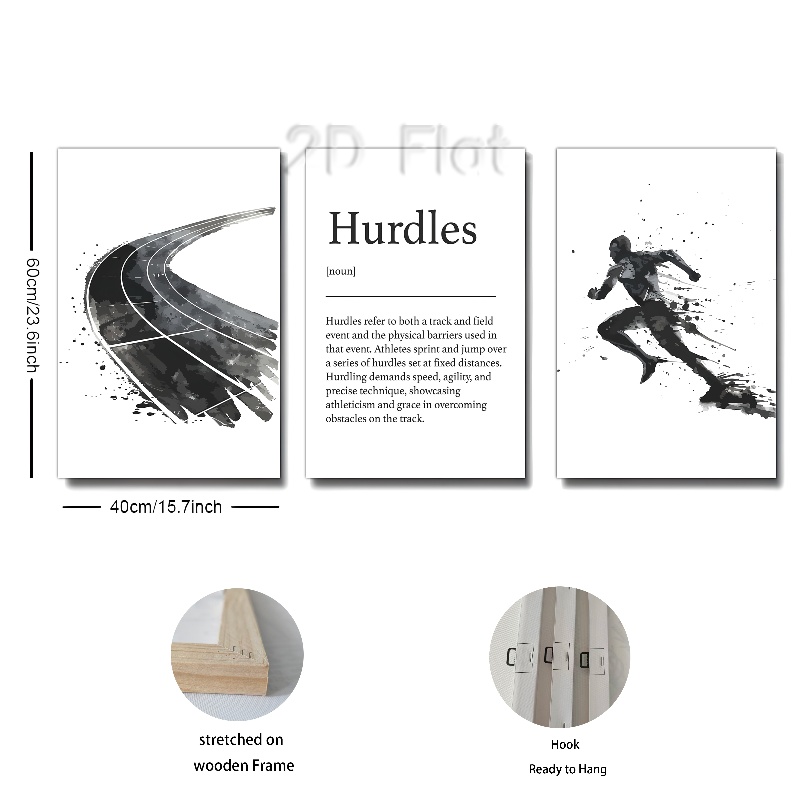 2D Flat
Hurdles
[noun]
Hurdles refer to both a track and field
event and the physical barriers used in
that event. Athletes sprint and jump over
a series of hurdles set at fixed distances.
Hurdling demands speed, agility, and
precise technique, showcasing
athleticism and grace in overcoming
obstacles on the track.
60cm/23.6inch
40cm/15.7inch
stretched on
wooden Frame
Hook
Ready to Hang